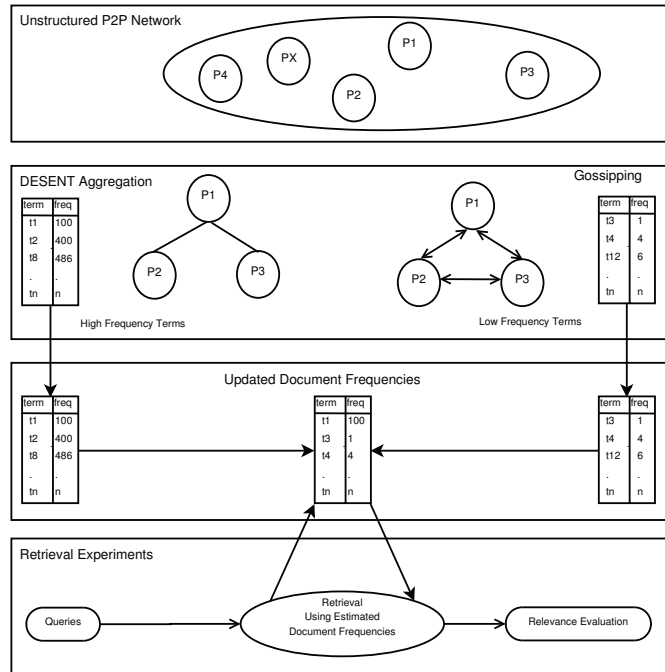 Unstructured P2P Network
P1
PX
P4
P3
P2
DESENT Aggregation
Gossipping
term freq
t1 100
t2 400
t8 486
. .
tn n
P1
P2 P3
High Frequency Terms
P1
P2 P3
Low Frequency Terms
term freq
t3 1
t4 4
t12 6
. .
tn n
Updated Document Frequencies
term freq
t1 100
t2 400
t8 486
. .
tn n
term freq
t1 100
t3 1
t4 4
. .
tn n
term freq
t3 1
t4 4
t12 6
. .
tn n
Retrieval Experiments
Queries
Retrieval
Using Estimated
Document Frequencies
Relevance Evaluation